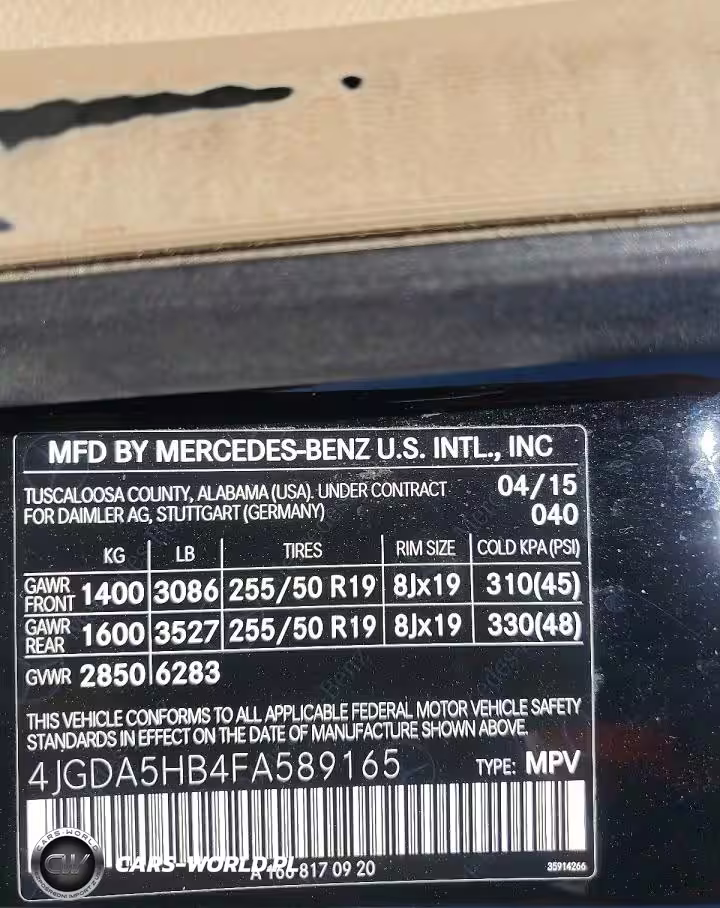 MFD BY MERCEDES-BENZ U.S. INTL., INC
TUSCALOOSA COUNTY, ALABAMA (USA). UNDER CONTRACT 04/15
FOR DAIMLER AG, STUTTGART (GERMANY) 040
KG LB TIRES RIM SIZE COLD KPA (PSI)
GAWR FRONT 1400 3086 255/50 R19 8Jx19 310(45)
GAWR REAR 1600 3527 255/50 R19 8Jx19 330(48)
GVWR 2850 6283
THIS VEHICLE CONFORMS TO ALL APPLICABLE FEDERAL MOTOR VEHICLE SAFETY
STANDARDS IN EFFECT ON THE DATE OF MANUFACTURE SHOWN ABOVE.
4JGDA5HB4FA589165 TYPE: MPV
CARS-WORLD
CW
CARS-WORLD.PL
A 166 817 09 20 35914266